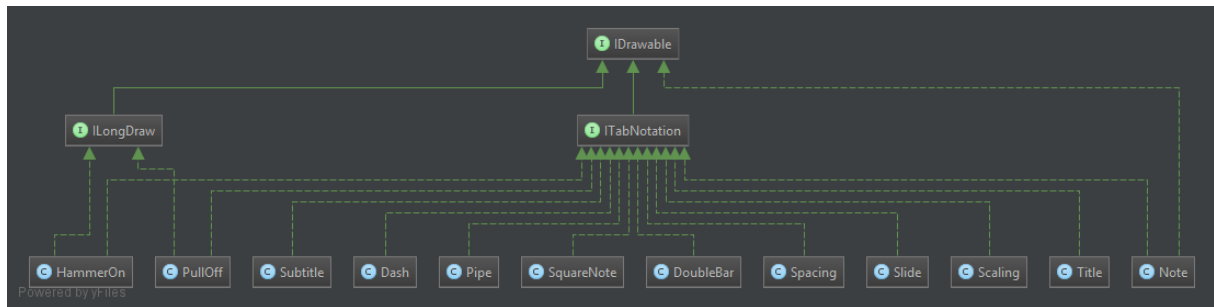 I IDrawable
I ILongDraw
I ITabNotation
C HammerOn
C PullOff
C Subtitle
C Dash
C Pipe
C SquareNote
C DoubleBar
C Spacing
C Slide
C Scaling
C Title
C Note
Powered by yFiles